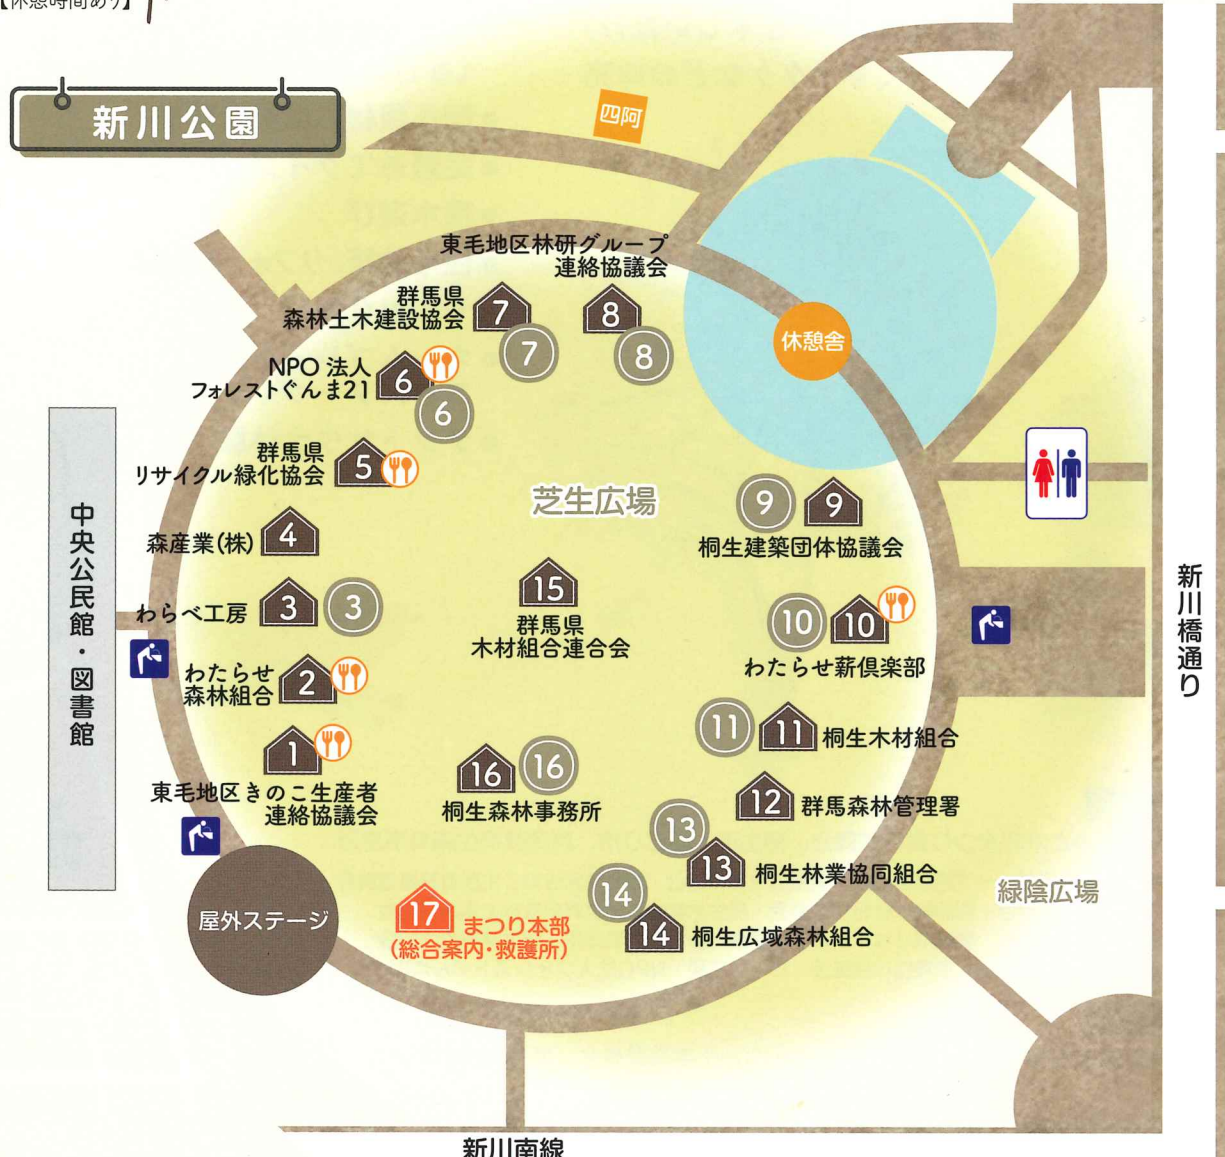 【休憩時間あり】
新川公園
四阿
東毛地区林研グループ
連絡協議会
群馬県
森林土木建設協会
7
7
8
8
休憩舎
NPO 法人
フォレストぐんま21
6
6
群馬県
リサイクル緑化協会
5
芝生広場
森産業(株)
4
9
9
桐生建築団体協議会
わらべ工房
3
3
15
群馬県
木材組合連合会
10
10
わたらせ薪倶楽部
わたらせ
森林組合
2
1
東毛地区きのこ生産者
連絡協議会
16
16
桐生森林事務所
11
11
桐生木材組合
12
群馬森林管理署
13
13
桐生林業協同組合
14
14
桐生広域森林組合
17
まつり本部
(総合案内・救護所)
屋外ステージ
緑陰広場
中央公民館・図書館
新川橋通り
新川南線